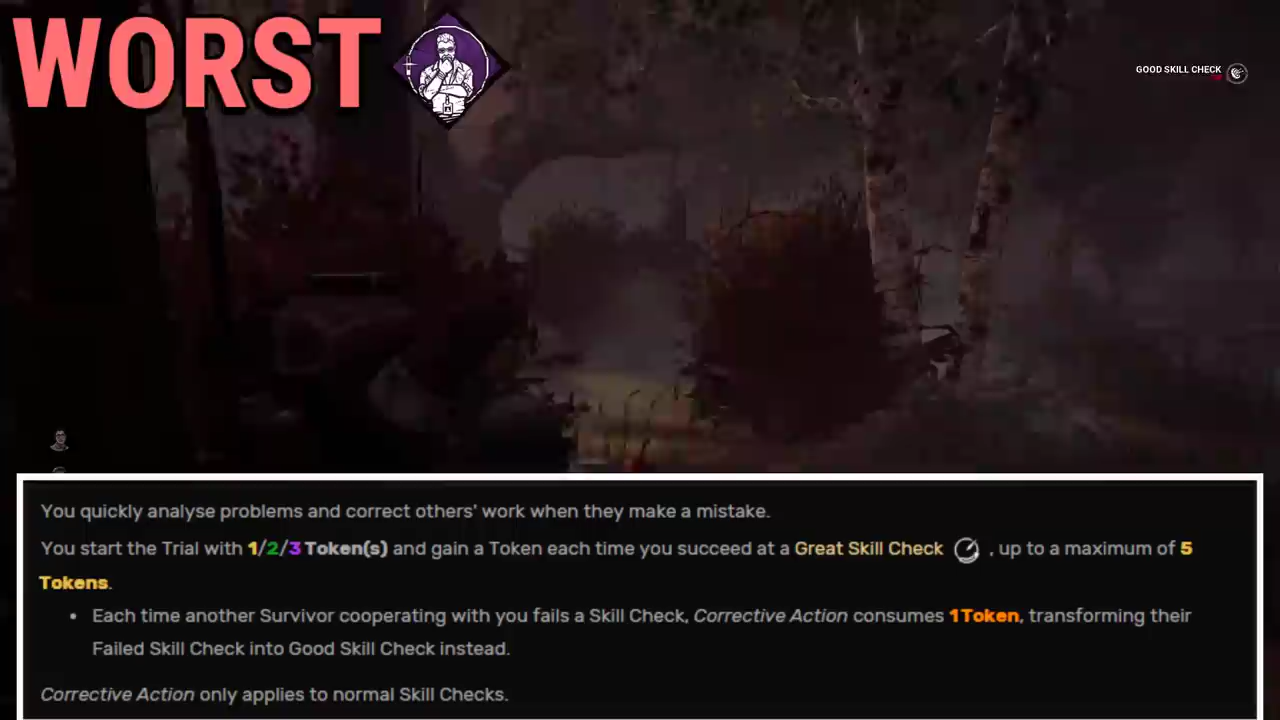 WORST
GOOD SKILL CHECK
You quickly analyse problems and correct others' work when they make a mistake.
You start the Trial with 1/2/3 Token(s) and gain a Token each time you succeed at a Great Skill Check , up to a maximum of 5
Tokens.
• Each time another Survivor cooperating with you fails a Skill Check, Corrective Action consumes 1 Token, transforming their
Failed Skill Check into Good Skill Check instead.
Corrective Action only applies to normal Skill Checks.